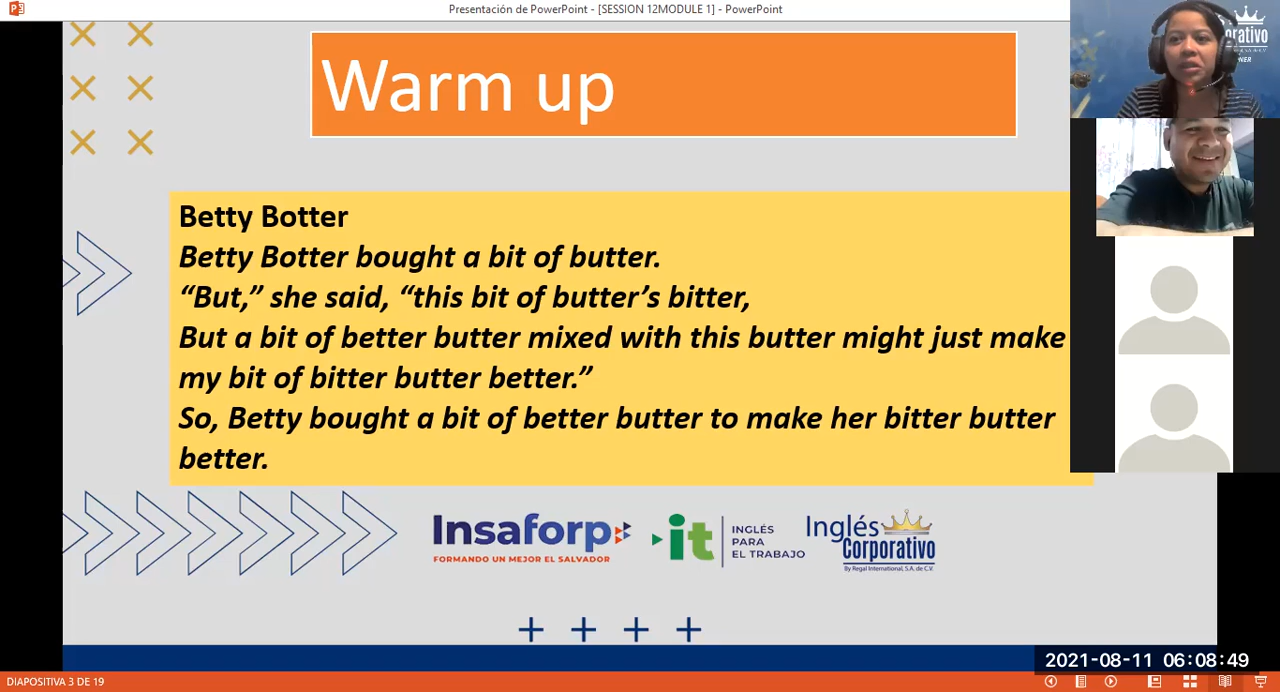 Presentación de PowerPoint - [SESSION 12MODULE 1] - PowerPoint
Warm up
Betty Botter
Betty Botter bought a bit of butter.
“But,” she said, “this bit of butter’s bitter,
But a bit of better butter mixed with this butter might just make
my bit of bitter butter better.”
So, Betty bought a bit of better butter to make her bitter butter
better.
Insaforp
FORMANDO UN MEJOR EL SALVADOR
it
INGLÉS
PARA
EL TRABAJO
Inglés
Corporativo
By Regal International, S.A. de C.V.
2021-08-11 06:08:49
DIAPOSITIVA 3 DE 19